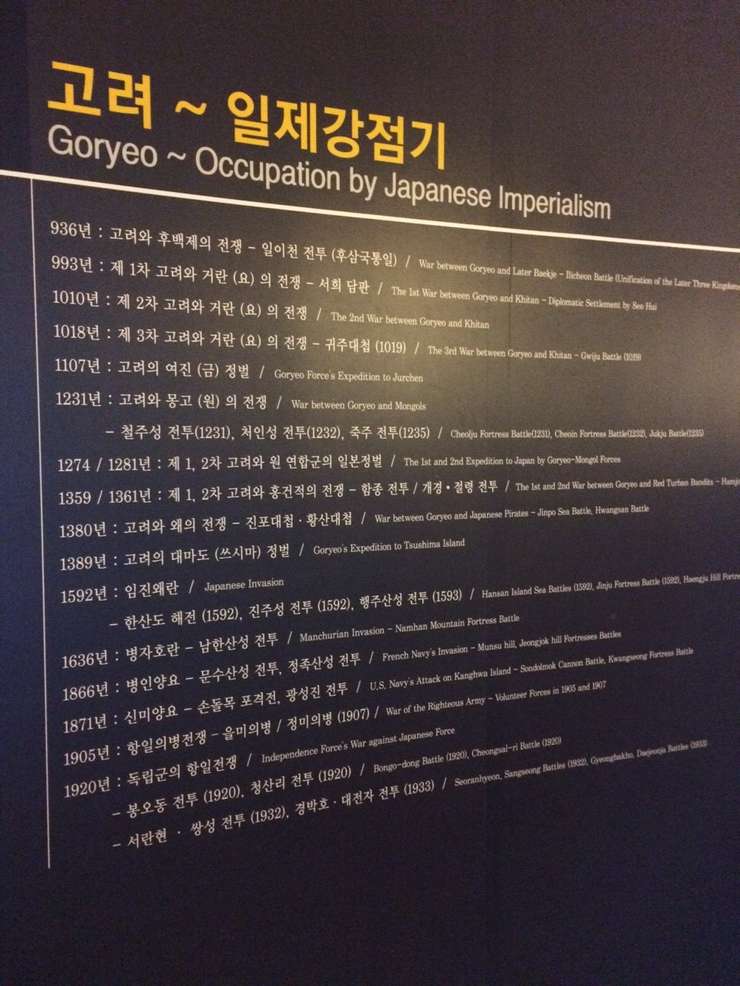 고려 ~ 일제강점기
Goryeo ~ Occupation by Japanese Imperialism
936년 : 고려와 후백제의 전쟁 - 일이천 전투 (후삼국통일) / War between Goryeo and Later Baekje - Ilicheon Battle (Unification of the Later Three
993년 : 제 1차 고려와 거란 (요) 의 전쟁 - 서희 담판 / The 1st War between Goryeo and Khitan - Diplomatic Settlement by Seo Hui
1010년 : 제 2차 고려와 거란 (요) 의 전쟁 / The 2nd War between Goryeo and Khitan
1018년 : 제 3차 고려와 거란 (요) 의 전쟁 - 귀주대첩 (1019) / The 3rd War between Goryeo and Khitan - Gwiju Battle (1019)
1107년 : 고려의 여진 (금) 정벌 / Goryeo Force's Expedition to Jurchen
1231년 : 고려와 몽고 (원) 의 전쟁 / War between Goryeo and Mongols
- 철주성 전투(1231), 처인성 전투(1232), 죽주 전투(1235) / Cheolju Fortress Battle(1231), Cheoin Fortress Battle(1232), Jukju Battle(1235)
1274 / 1281년 : 제 1, 2차 고려와 원 연합군의 일본정벌 / The 1st and 2nd Expedition to Japan by Goryeo-Mongol Forces
1359 / 1361년 : 제 1, 2차 고려와 홍건적의 전쟁 - 함종 전투 / 개경·절령 전투 / The 1st and 2nd War between Goryeo and Red Turban Bandits -
1380년 : 고려와 왜의 전쟁 - 진포대첩·황산대첩 / War between Goryeo and Japanese Pirates - Jinpo Sea Battle, Hwangsan Battle
1389년 : 고려의 대마도 (쓰시마) 정벌 / Goryeo's Expedition to Tsushima Island
1592년 : 임진왜란 / Japanese Invasion
- 한산도 해전 (1592), 진주성 전투 (1592), 행주산성 전투 (1593) / Hansan Island Sea Battles (1592), Jinju Fortress Battle (1592), Haengju Hill
1636년 : 병자호란 - 남한산성 전투 / Manchurian Invasion - Namhan Mountain Fortress Battle
1866년 : 병인양요 - 문수산성 전투, 정족산성 전투 / French Navy's Invasion - Munsu hill, Jeongjok hill Fortresses Battles
1871년 : 신미양요 - 손돌목 포격전, 광성진 전투 / U.S. Navy's Attack on Kanghwa Island - Sondolmok Cannon Battle, Kwangseong Fortress Battle
1905년 : 항일의병전쟁 - 을미의병 / 정미의병 (1907) / War of the Righteous Army - Volunteer Forces in 1905 and 1907
1920년 : 독립군의 항일전쟁 / Independence Force's War against Japanese Force
- 봉오동 전투 (1920), 청산리 전투 (1920) / Bongo-dong Battle (1920), Cheongsal-ri Battle (1920)
- 서란현 · 쌍성 전투 (1932), 경박호 · 대전자 전투 (1933) / Seoranhyeon, Sangseong Battles (1932), Gyeongbakho, Daejeonja Battles (1933)